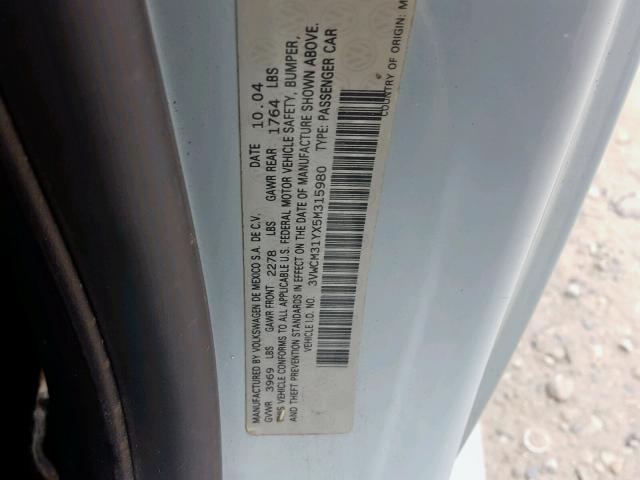 MANUFACTURED BY VOLKSWAGEN DE MEXICO S.A. DE C.V. DATE 10.04
GVWR 3969 LBS GAWR FRONT 2278 LBS GAWR REAR 1764 LBS
THIS VEHICLE CONFORMS TO ALL APPLICABLE U.S. FEDERAL MOTOR VEHICLE SAFETY, BUMPER,
AND THEFT PREVENTION STANDARDS IN EFFECT ON THE DATE OF MANUFACTURE SHOWN ABOVE.
VEHICLE I.D. NO. 3VWCM31YX5M315980 TYPE: PASSENGER CAR
COUNTRY OF ORIGIN: M